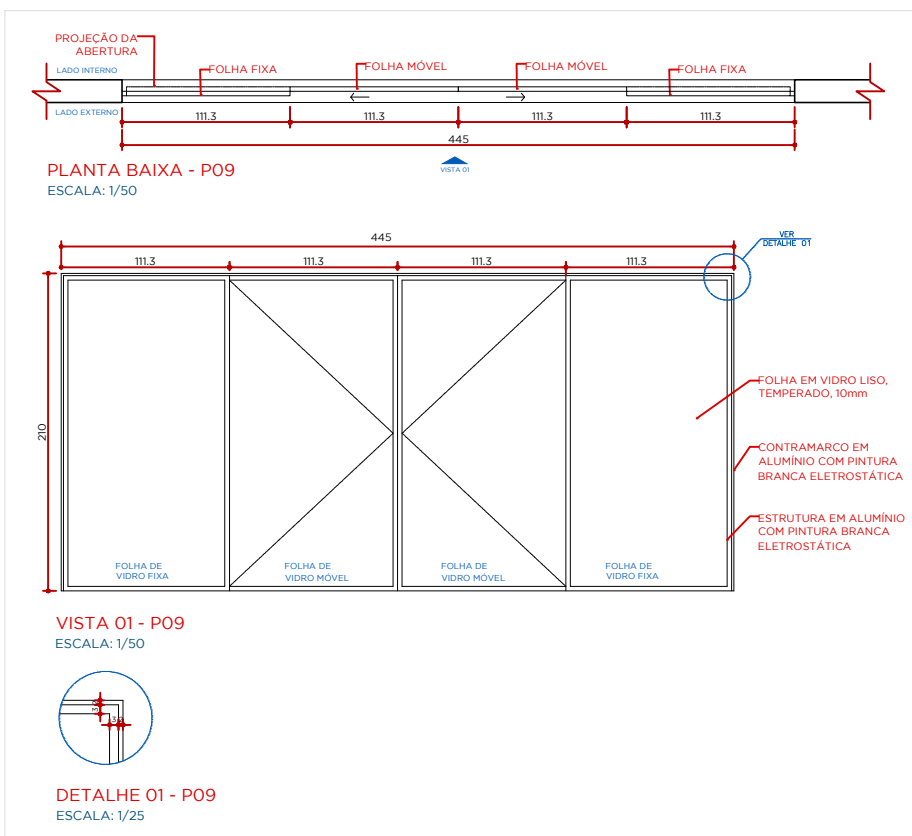 PROJEÇÃO DA
ABERTURA
LADO INTERNO
FOLHA FIXA
FOLHA MÓVEL
FOLHA MÓVEL
FOLHA FIXA
LADO EXTERNO
111.3
111.3
111.3
111.3
445
PLANTA BAIXA - P09
ESCALA: 1/50
VISTA 01
445
VER
DETALHE 01
111.3
111.3
111.3
111.3
210
FOLHA EM VIDRO LISO,
TEMPERADO, 10mm
CONTRAMARCO EM
ALUMÍNIO COM PINTURA
BRANCA ELETROSTÁTICA
ESTRUTURA EM ALUMÍNIO
COM PINTURA BRANCA
ELETROSTÁTICA
FOLHA DE
VIDRO FIXA
FOLHA DE
VIDRO MÓVEL
FOLHA DE
VIDRO MÓVEL
FOLHA DE
VIDRO FIXA
VISTA 01 - P09
ESCALA: 1/50
DETALHE 01 - P09
ESCALA: 1/25